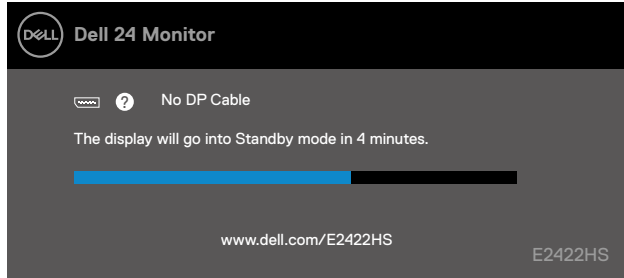 DELL Dell 24 Monitor
? No DP Cable
The display will go into Standby mode in 4 minutes.
www.dell.com/E2422HS
E2422HS